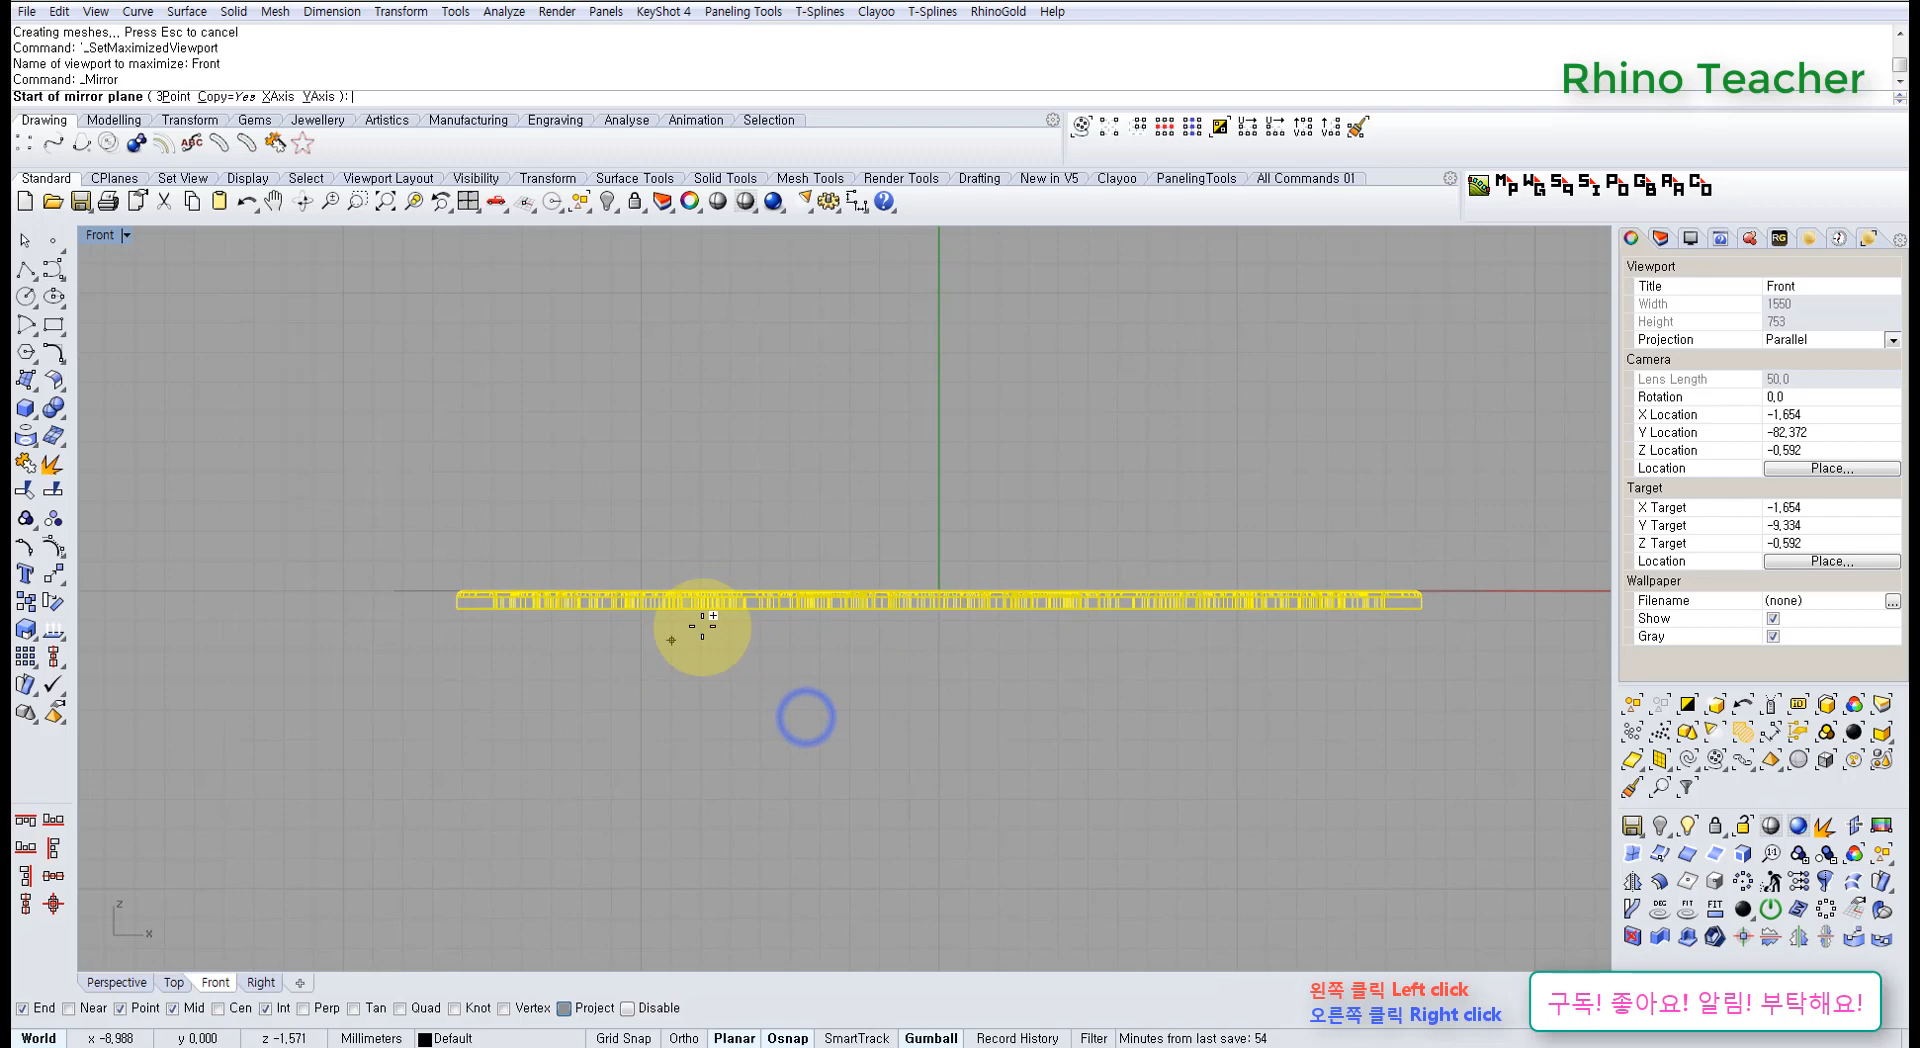 File Edit View Curve Surface Solid Mesh Dimension Transform Tools Analyze Render Panels KeyShot 4 Paneling Tools T-Splines Clayoo T-Splines RhinoGold Help
Creating meshes... Press Esc to cancel
Command: '_SetMaximizedViewport
Name of viewport to maximize: Front
Command: _Mirror
Start of mirror plane ( 3Point Copy=Yes XAxis YAxis ):
Rhino Teacher
Drawing Modelling Transform Gems Jewellery Artistics Manufacturing Engraving Analyse Animation Selection
ABC
Standard CPlanes Set View Display Select Viewport Layout Visibility Transform Curve Tools Surface Tools Solid Tools Mesh Tools Render Tools Drafting New in V5 Clayoo PanelingTools All Commands 01
Front
Viewport
Title Front
Width 1550
Height 753
Projection Parallel
Camera
Lens Length 50.0
Rotation 0.0
X Location -1.654
Y Location -82.372
Z Location -0.592
Location Place...
Target
X Target -1.654
Y Target -9.334
Z Target -0.592
Location Place...
Wallpaper
Filename (none) ...
Show
Gray
z
x
Perspective Top Front Right
End Near Point Mid Cen Int Perp Tan Quad Knot Vertex Project Disable
왼쪽 클릭 Left click
오른쪽 클릭 Right click
구독! 좋아요! 알림! 부탁해요!
World x -8.988 y 0.000 z -1.571 Millimeters Default Grid Snap Ortho Planar Osnap SmartTrack Gumball Record History Filter Minutes from last save: 54